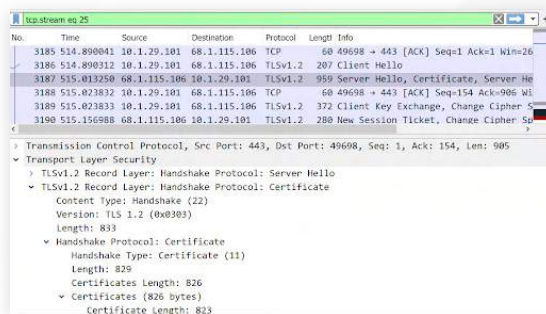 tcp.stream eq 25
No. Time Source Destination Protocol Lengtl Info
3185 514.890041 10.1.29.101 68.1.115.106 TCP 60 49698 → 443 [ACK] Seq=1 Ack=1 Win=26
3186 514.890312 10.1.29.101 68.1.115.106 TLSv1.2 207 Client Hello
3187 515.013250 68.1.115.106 10.1.29.101 TLSv1.2 959 Server Hello, Certificate, Server He
3188 515.023832 10.1.29.101 68.1.115.106 TCP 60 49698 → 443 [ACK] Seq=154 Ack=906 Wi
3189 515.023833 10.1.29.101 68.1.115.106 TLSv1.2 372 Client Key Exchange, Change Cipher S
3190 515.156988 68.1.115.106 10.1.29.101 TLSv1.2 280 New Session Ticket, Change Cipher Sp
Transmission Control Protocol, Src Port: 443, Dst Port: 49698, Seq: 1, Ack: 154, Len: 905
Transport Layer Security
TLSv1.2 Record Layer: Handshake Protocol: Server Hello
TLSv1.2 Record Layer: Handshake Protocol: Certificate
Content Type: Handshake (22)
Version: TLS 1.2 (0x0303)
Length: 833
Handshake Protocol: Certificate
Handshake Type: Certificate (11)
Length: 829
Certificates Length: 826
Certificates (826 bytes)
Certificate Length: 823